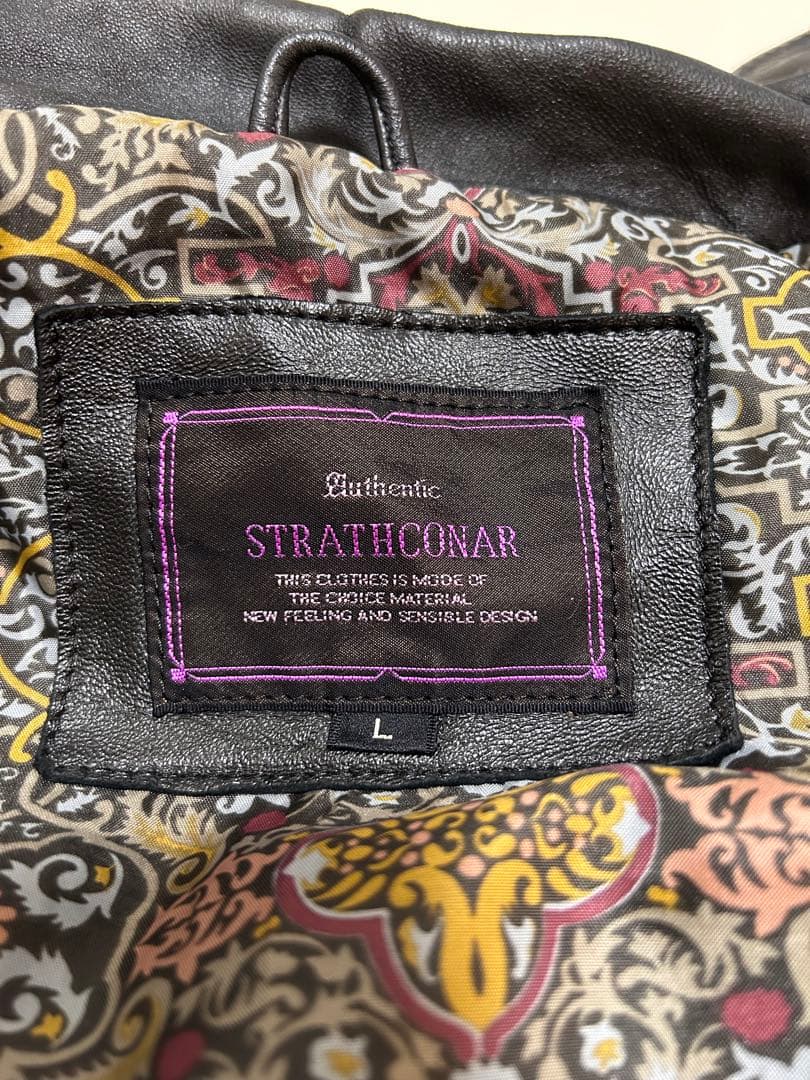 Authentic
STRATHCONAR
THIS CLOTHES IS MODE OF
THE CHOICE MATERIAL
NEW FEELING AND SENSIBLE DESIGN
L